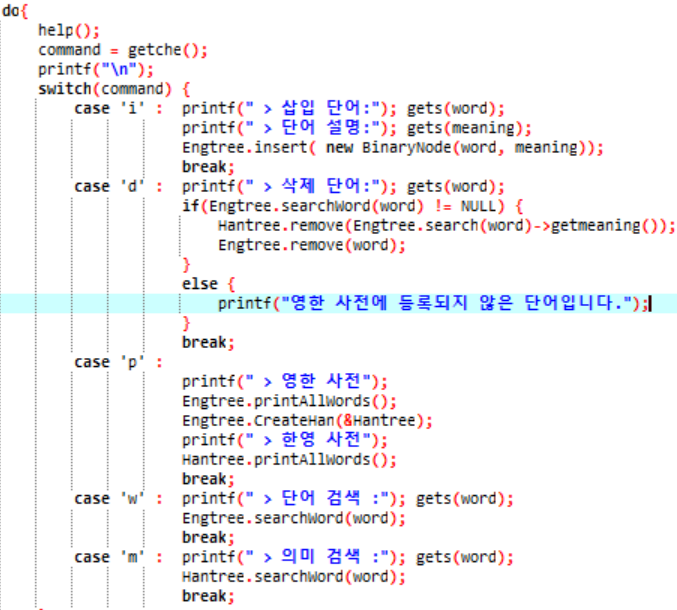 do{
help();
command = getche();
printf("\n");
switch(command) {
case 'i' : printf(" > 삽입 단어:"); gets(word);
printf(" > 단어 설명:"); gets(meaning);
Engtree.insert( new BinaryNode(word, meaning));
break;
case 'd' : printf(" > 삭제 단어:"); gets(word);
if(Engtree.searchWord(word) != NULL) {
Hantree.remove(Engtree.search(word)->getmeaning());
Engtree.remove(word);
}
else {
printf("영한 사전에 등록되지 않은 단어입니다.");
}
break;
case 'p' :
printf(" > 영한 사전");
Engtree.printAllWords();
Engtree.CreateHan(&Hantree);
printf(" > 한영 사전");
Hantree.printAllWords();
break;
case 'w' : printf(" > 단어 검색 :"); gets(word);
Engtree.searchWord(word);
break;
case 'm' : printf(" > 의미 검색 :"); gets(word);
Hantree.searchWord(word);
break;